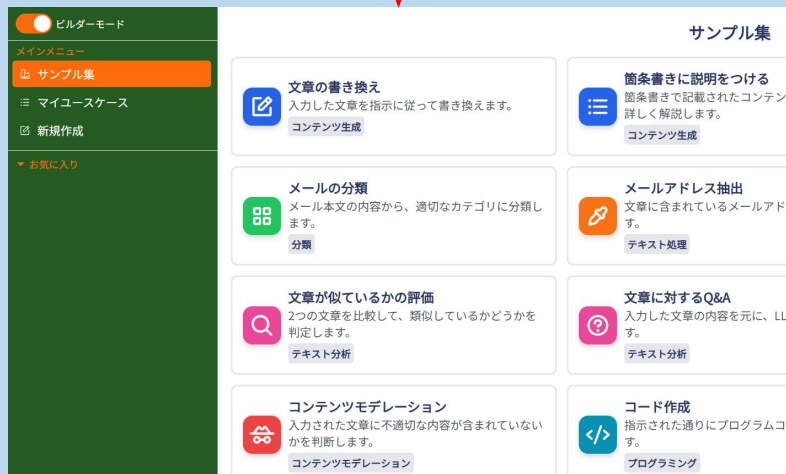 ビルダーモード
メインメニュー
サンプル集
マイユースケース
新規作成
お気に入り
サンプル集
文章の書き換え
入力した文章を指示に従って書き換えます。
コンテンツ生成
箇条書きに説明をつける
箇条書きで記載されたコンテン
詳しく解説します。
コンテンツ生成
メールの分類
メール本文の内容から、適切なカテゴリに分類し
ます。
分類
メールアドレス抽出
文章に含まれているメールアド
す。
テキスト処理
文章が似ているかの評価
2つの文章を比較して、類似しているかどうかを
判定します。
テキスト分析
文章に対するQ&A
入力した文章の内容を元に、LL
す。
テキスト分析
コンテンツモデレーション
入力された文章に不適切な内容が含まれていない
かを判断します。
コンテンツモデレーション
コード作成
指示された通りにプログラムコ
す。
プログラミング